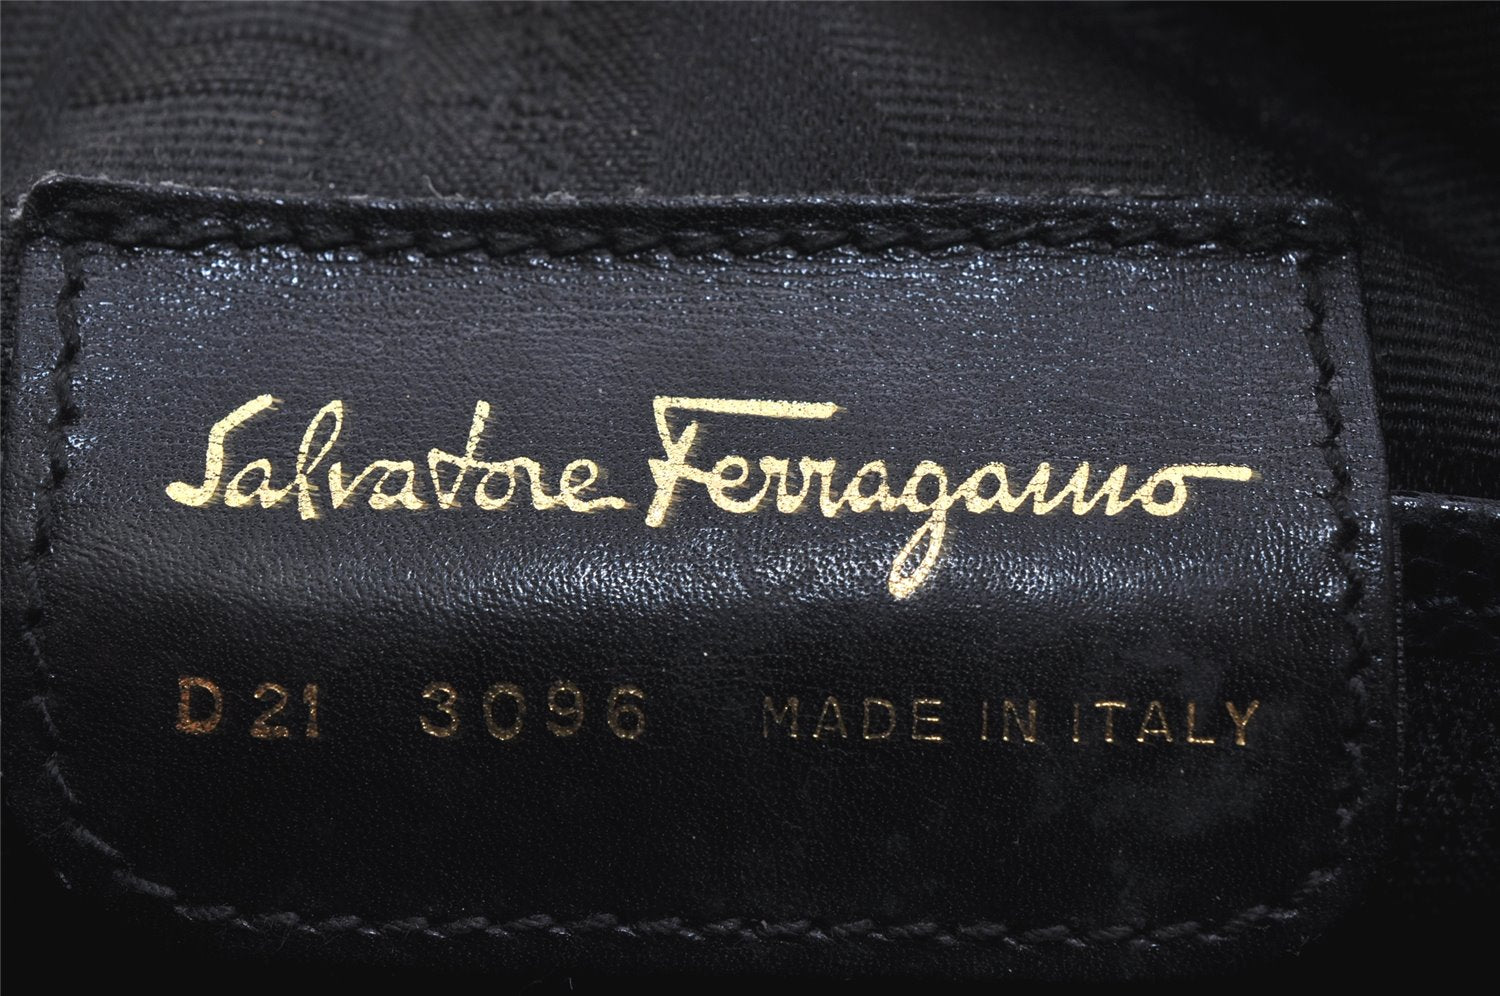 Salvatore Ferragamo
D21 3096 MADE IN ITALY